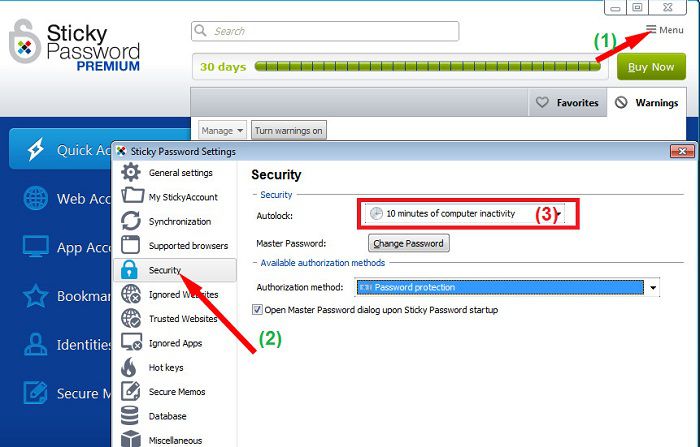 Sticky
Password
PREMIUM
Search
(1)
Menu
30 days
Buy Now
Favorites
Warnings
Manage
Turn warnings on
Quick Ac
Web Acc
App Acco
Bookmar
Identities
Secure M
Sticky Password Settings
General settings
My StickyAccount
Synchronization
Supported browsers
Security
Ignored Websites
Trusted Websites
Ignored Apps
Hot keys
Secure Memos
Database
Miscellaneous
(2)
Security
Security
Autolock: 10 minutes of computer inactivity (3)
Master Password: Change Password
Available authorization methods
Authorization method: Password protection
Open Master Password dialog upon Sticky Password startup